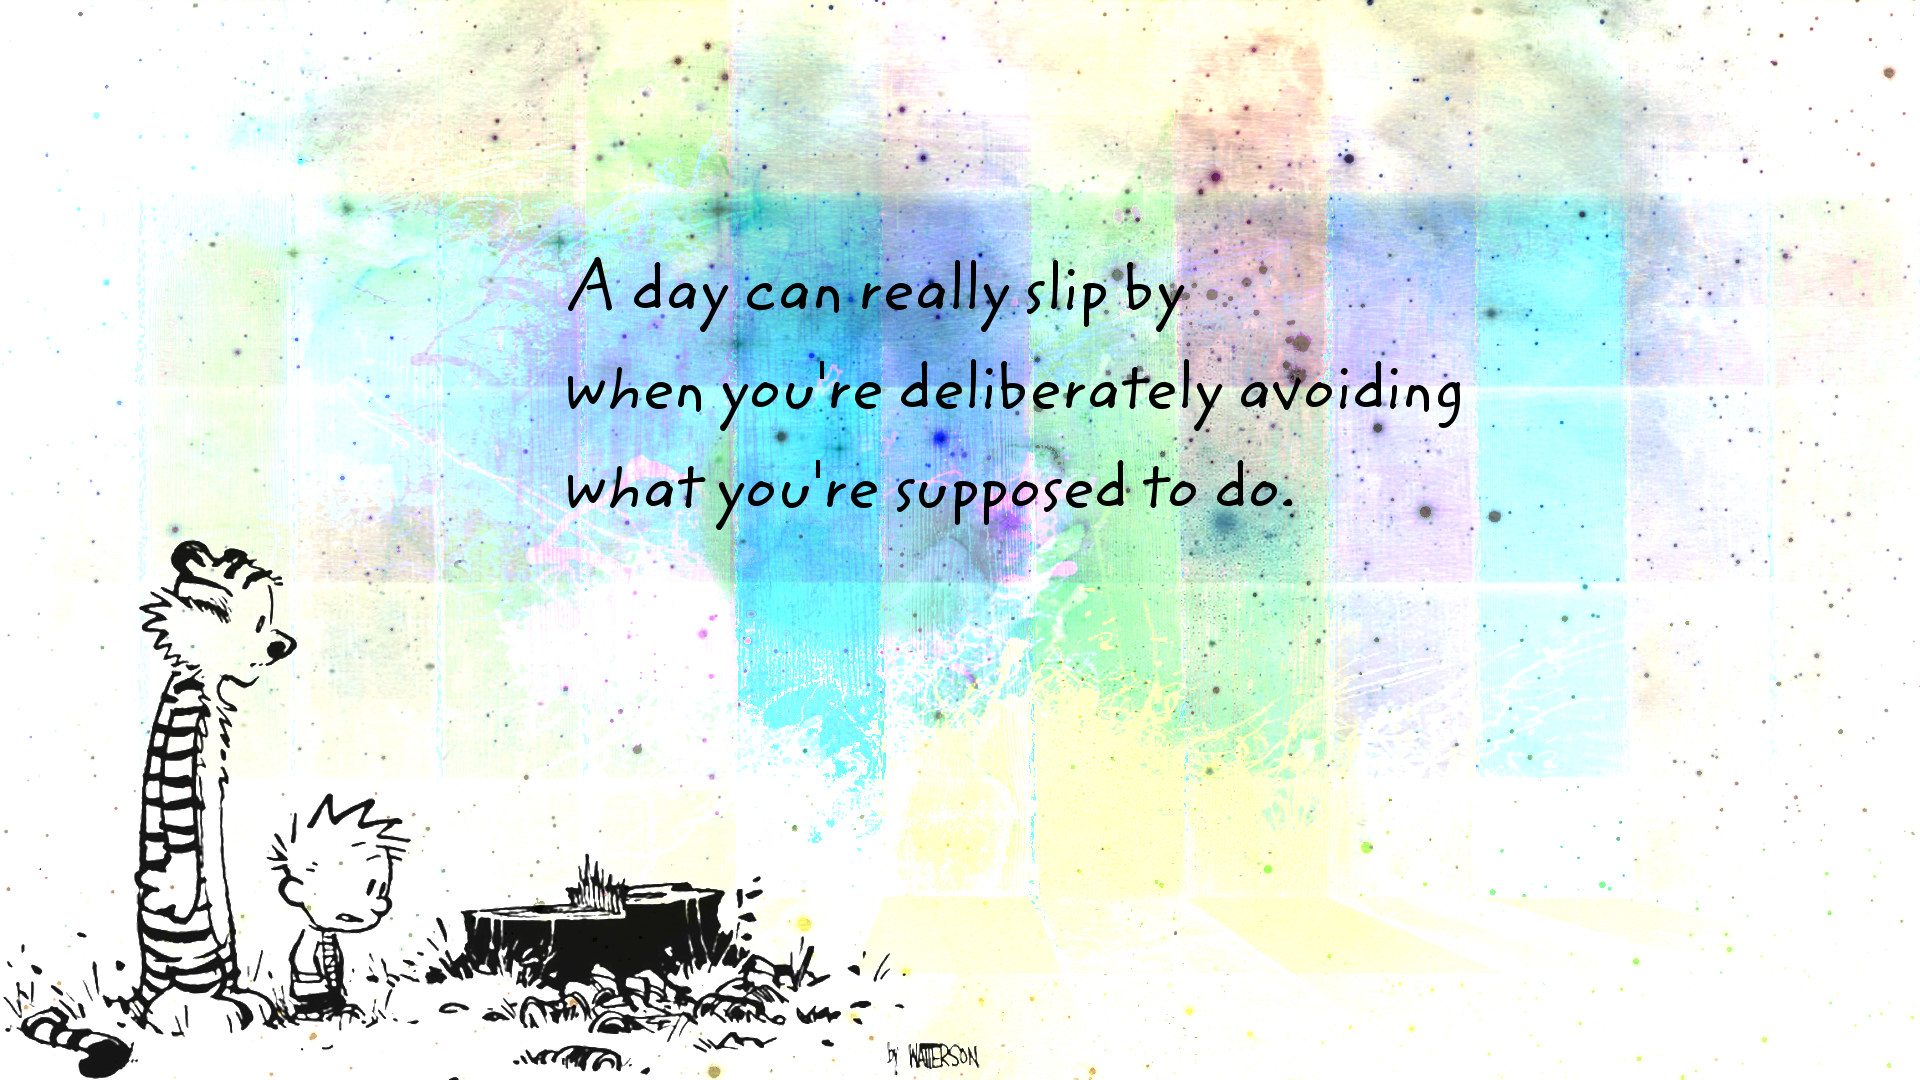 A day can really slip by
when you're deliberately avoiding
what you're supposed to do.
by WATTERSON